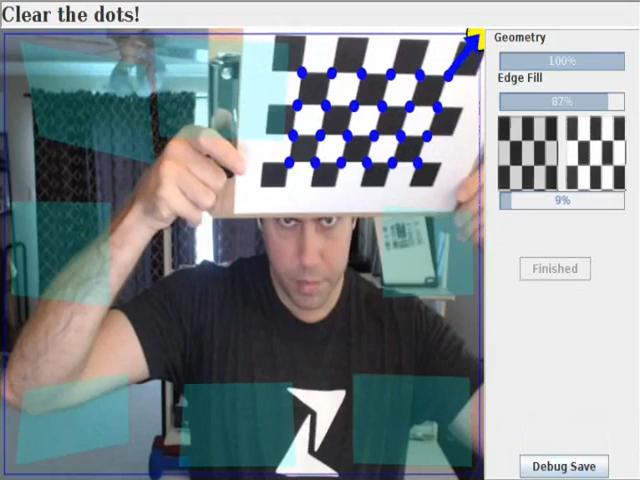 Clear the dots!
Geometry
100%
Edge Fill
87%
9%
Finished
Debug Save